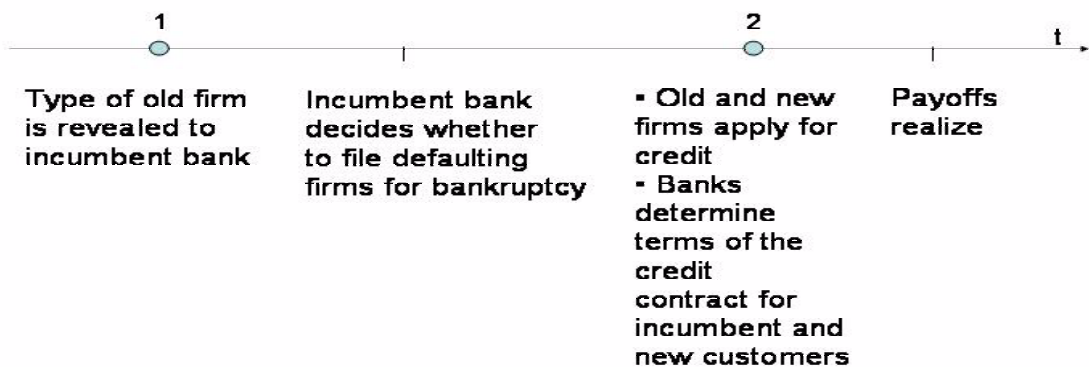 1
2
t
Type of old firm
is revealed to
incumbent bank
Incumbent bank
decides whether
to file defaulting
firms for bankruptcy
▪ Old and new
firms apply for
credit
▪ Banks
determine
terms of the
credit
contract for
incumbent and
new customers
Payoffs
realize